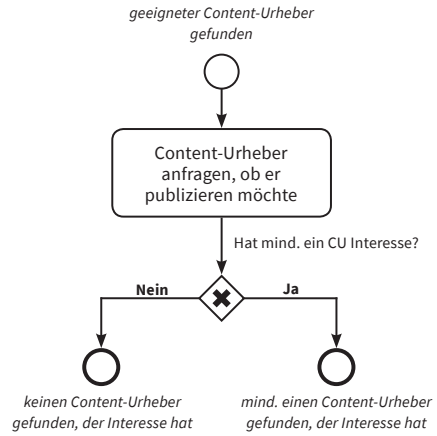 geeigneter Content-Urheber
gefunden
Content-Urheber
anfragen, ob er
publizieren möchte
Hat mind. ein CU Interesse?
Nein
Ja
keinen Content-Urheber
gefunden, der Interesse hat
mind. einen Content-Urheber
gefunden, der Interesse hat